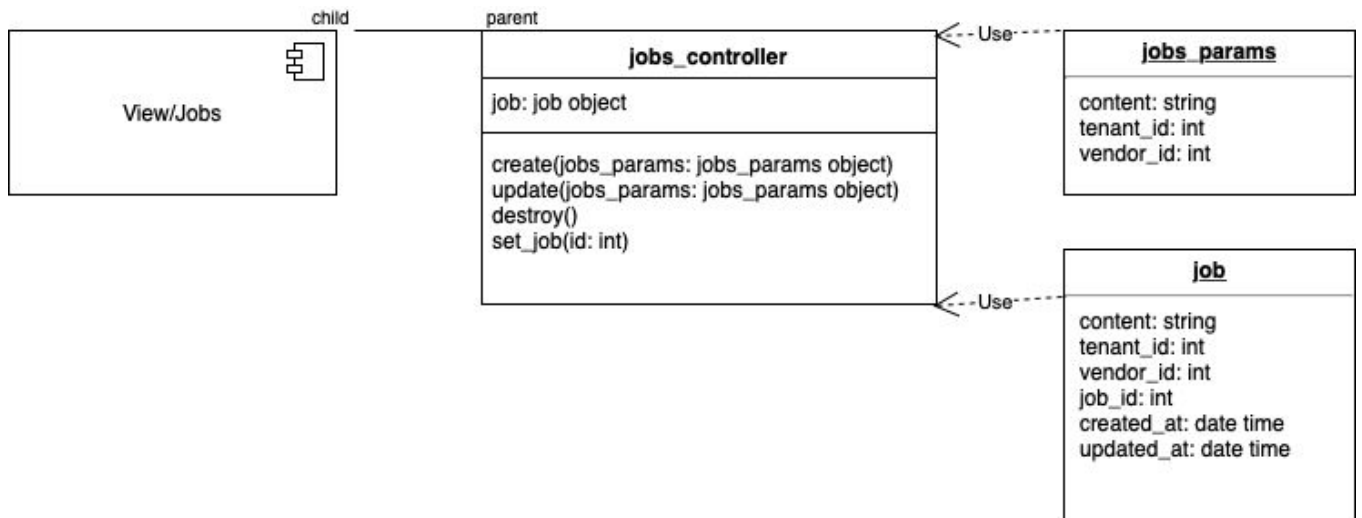 child
parent
View/Jobs
jobs_controller
job: job object
create(jobs_params: jobs_params object)
update(jobs_params: jobs_params object)
destroy()
set_job(id: int)
Use
jobs_params
content: string
tenant_id: int
vendor_id: int
Use
job
content: string
tenant_id: int
vendor_id: int
job_id: int
created_at: date time
updated_at: date time